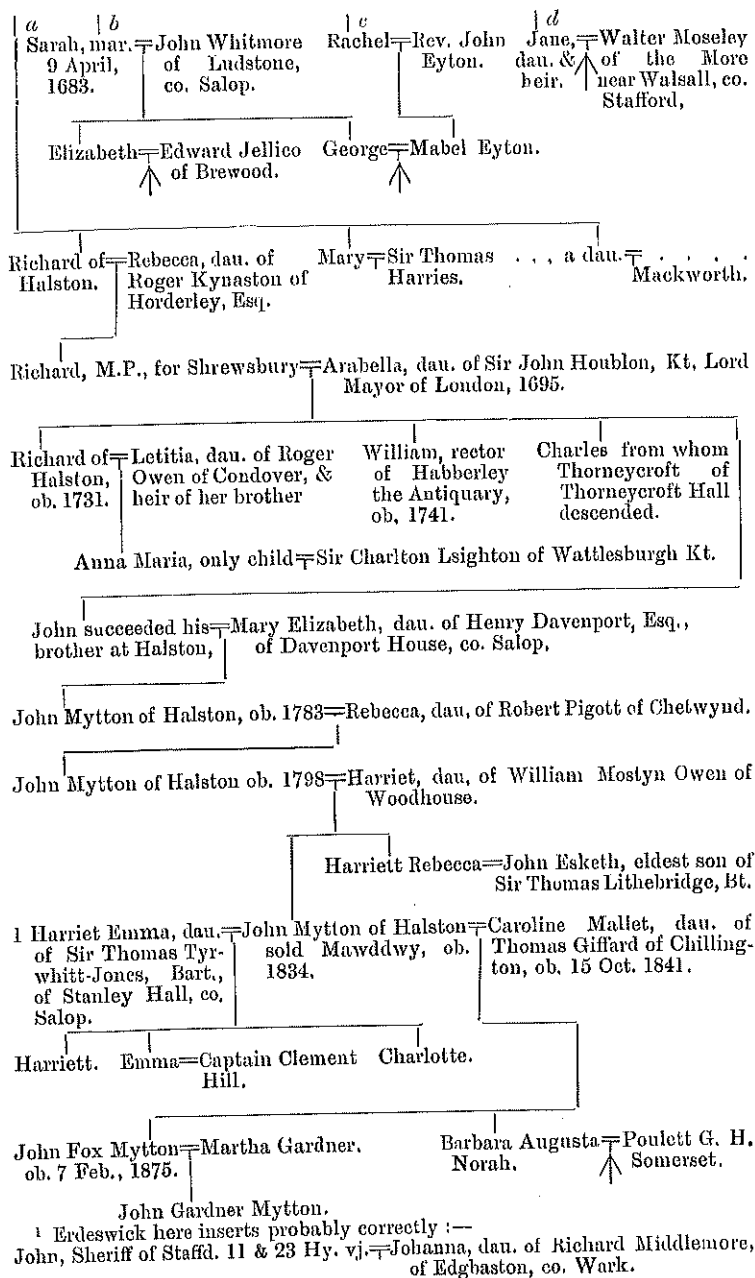 a b c d
Sarah, mar. = John Whitmore Rachel = Rev. John Jane, = Walter Moseley
9 April, of Ludstone, Eyton. dau. & of the More
1683. co. Salop. heir. near Walsall, co.
Stafford,
Elizabeth = Edward Jellico George = Mabel Eyton.
of Brewood.
Richard of = Rebecca, dau. of Mary = Sir Thomas . . . a dau. = . . . .
Halston. Roger Kynaston of Harries. Mackworth.
Horderley, Esq.
Richard, M.P., for Shrewsbury = Arabella, dau. of Sir John Houblon, Kt, Lord
Mayor of London, 1695.
Richard of = Letitia, dau. of Roger William, rector Charles from whom
Halston, Owen of Condover, & of Habberley Thorneycroft of
ob. 1731. heir of her brother the Antiquary, Thorneycroft Hall
ob, 1741. descended.
Anna Maria, only child = Sir Charlton Lsighton of Wattlesburgh Kt.
John succeeded his = Mary Elizabeth, dau. of Henry Davenport, Esq.,
brother at Halston, of Davenport House, co. Salop,
John Mytton of Halston, ob. 1783 = Rebecca, dau, of Robert Pigott of Chetwynd.
John Mytton of Halston ob. 1798 = Harriet, dau, of William Mostyn Owen of
Woodhouse.
Harriett Rebecca = John Esketh, eldest son of
Sir Thomas Lithebridge, Bt.
1 Harriet Emma, dau. = John Mytton of Halston = Caroline Mallet, dau. of
of Sir Thomas Tyr- sold Mawddwy, ob. Thomas Giffard of Chilling-
whitt-Jones, Bart., 1834. ton, ob. 15 Oct. 1841.
of Stanley Hall, co.
Salop.
Harriett. Emma = Captain Clement Charlotte.
Hill.
John Fox Mytton = Martha Gardner. Barbara Augusta = Poulett G. H.
ob. 7 Feb., 1875. Norah. Somerset.
John Gardner Mytton.
1 Erdeswick here inserts probably correctly :—
John, Sheriff of Staffd. 11 & 23 Hy. vj. = Johanna, dau. of Richard Middlemore,
of Edgbaston, co. Wark.